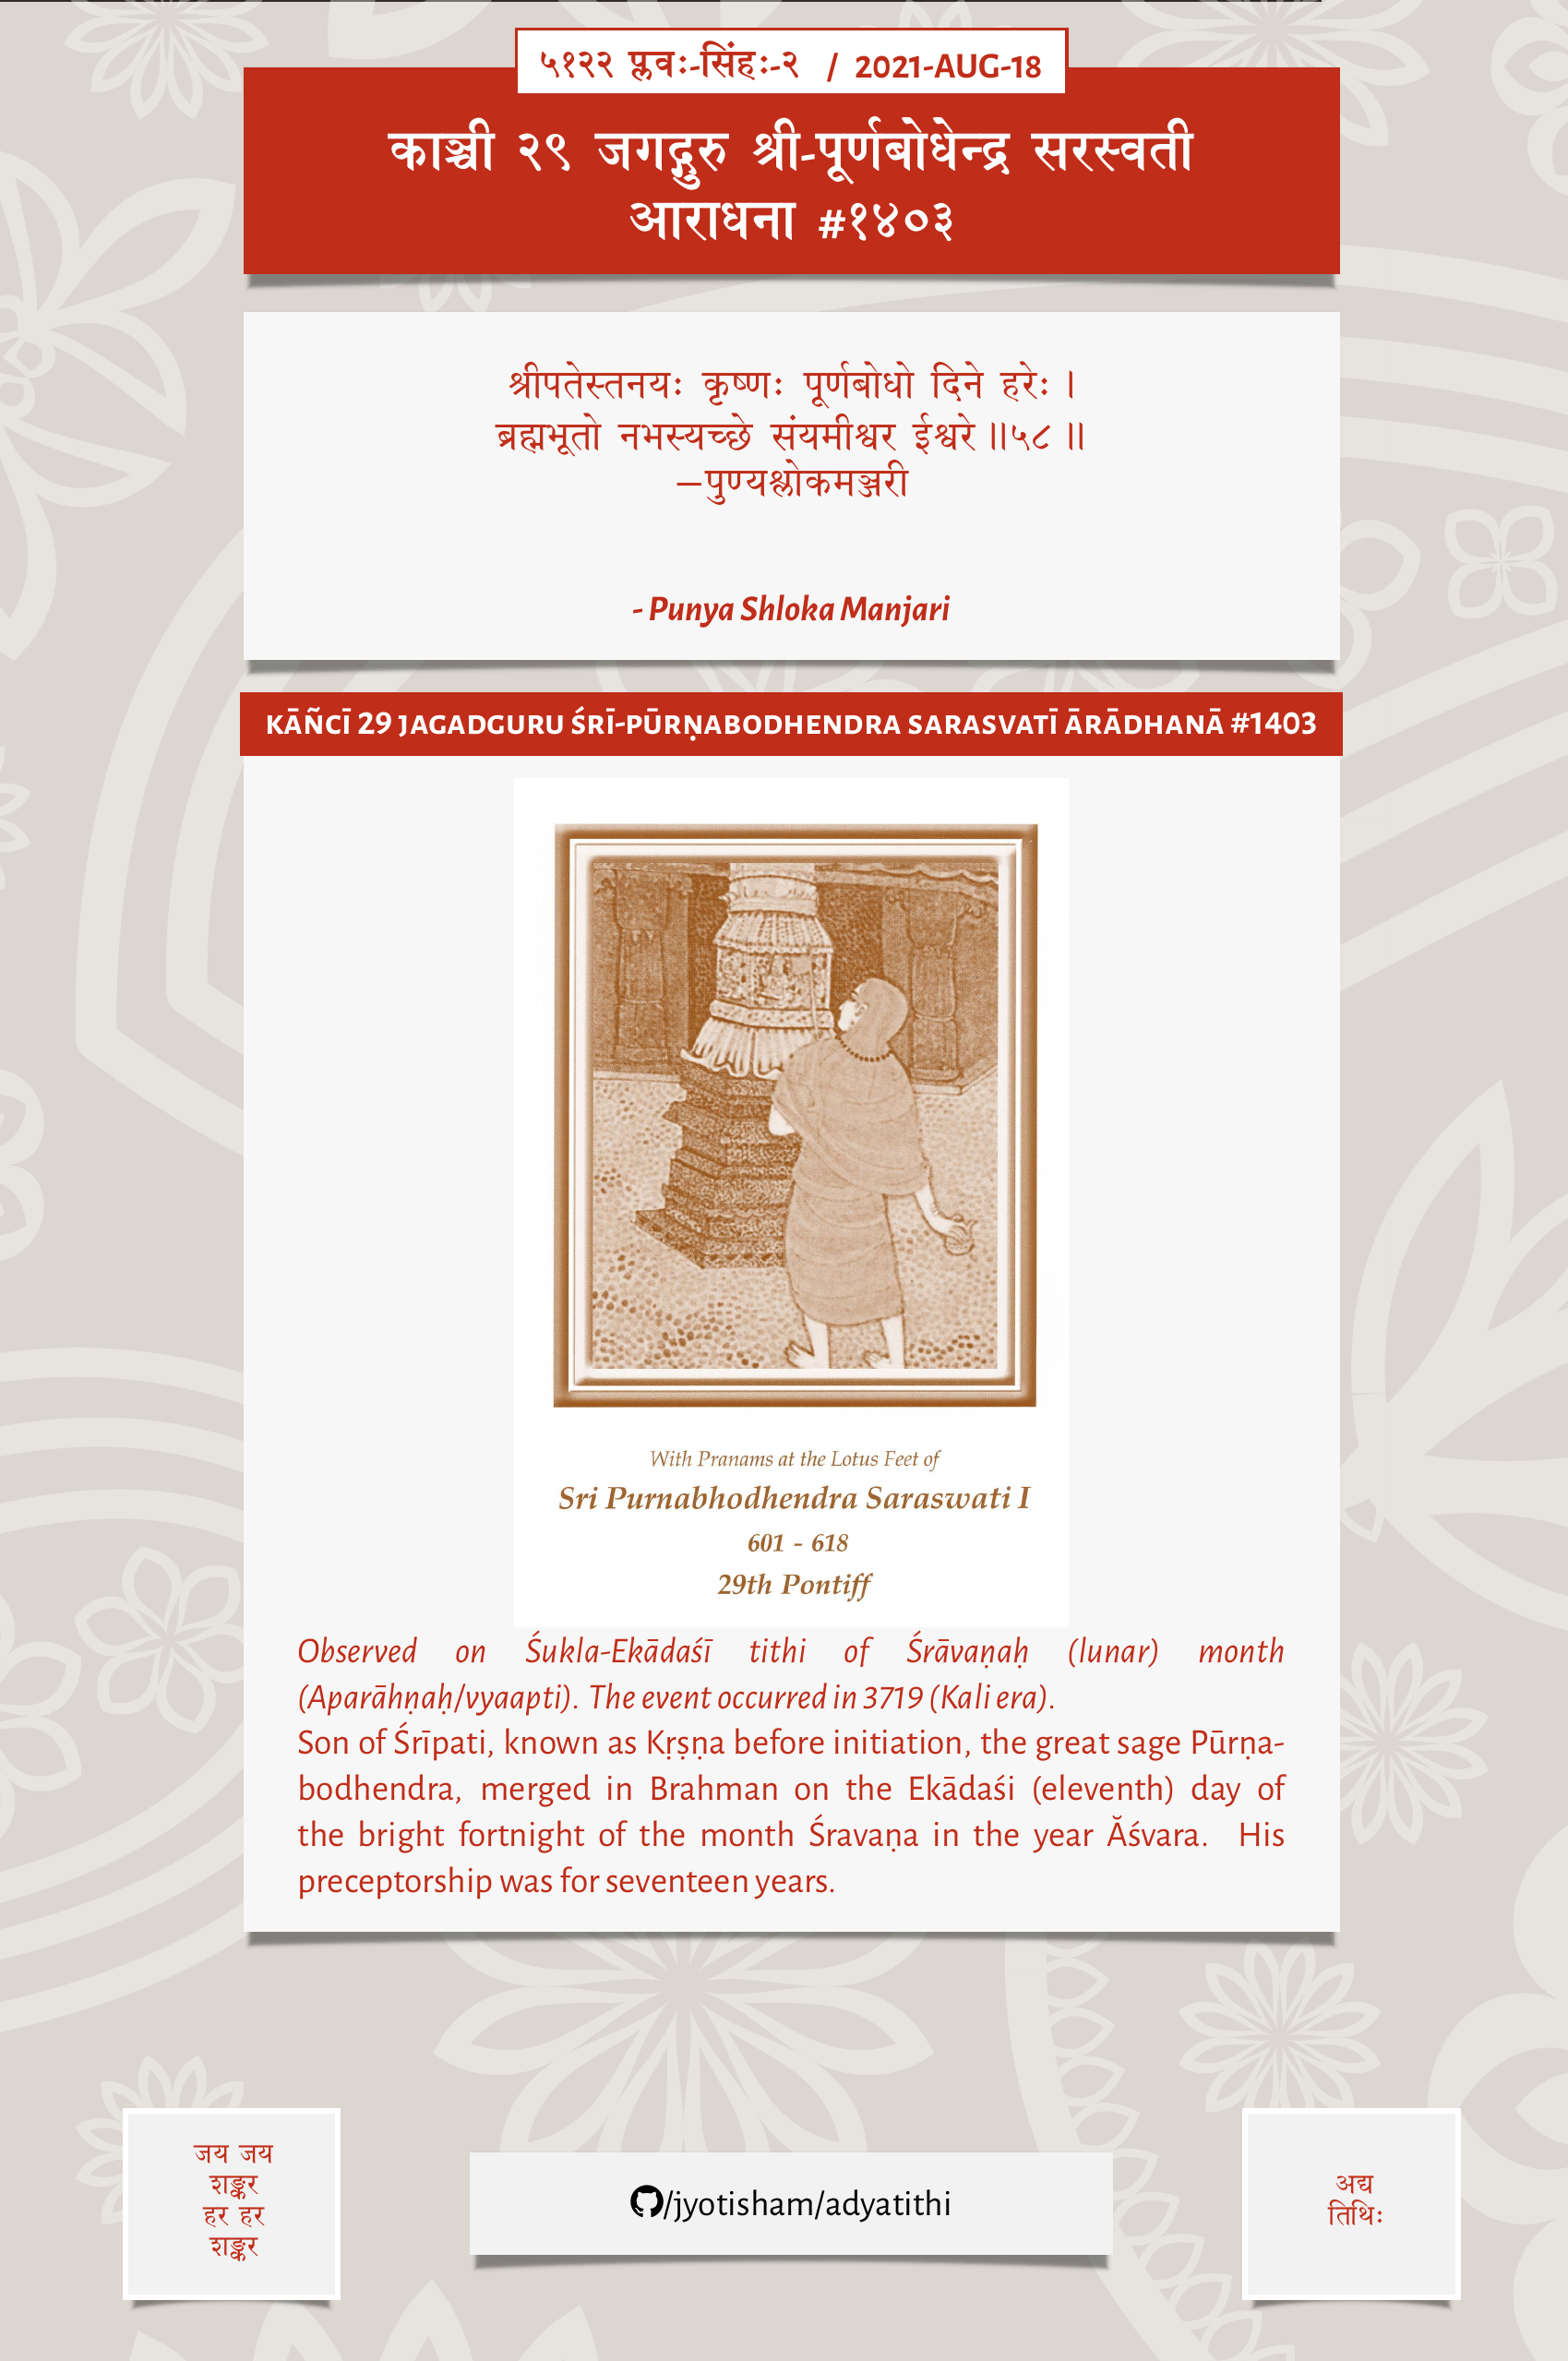 ५१२२ प्लवः-सिंहः-२ / 2021-AUG-18
काञ्ची २९ जगद्गुरु श्री-पूर्णबोधेन्द्र सरस्वती
आराधना #१४०३
श्रीपतेस्तनयः कृष्णः पूर्णबोधो दिने हरेः ।
ब्रह्मभूतो नभस्यच्छे संयमीश्वर ईश्वरे ॥५८ ॥
—पुण्यश्लोकमञ्जरी
- Punya Shloka Manjari
KĀÑCĪ 29 JAGADGURU ŚRĪ-PŪRṆABODHENDRA SARASVATĪ ĀRĀDHANĀ #1403
With Pranams at the Lotus Feet of
Sri Purnabhodhendra Saraswati I
601 - 618
29th Pontiff
Observed on Śukla-Ekādaśī tithi of Śrāvaṇaḥ (lunar) month
(Aparāhṇaḥ/vyaapti). The event occurred in 3719 (Kali era).
Son of Śrīpati, known as Kṛṣṇa before initiation, the great sage Pūrṇa-
bodhendra, merged in Brahman on the Ekādaśi (eleventh) day of
the bright fortnight of the month Śravaṇa in the year Ăśvara. His
preceptorship was for seventeen years.
जय जय
शङ्कर
हर हर
शङ्कर
/jyotisham/adyatithi
अद्य
तिथिः